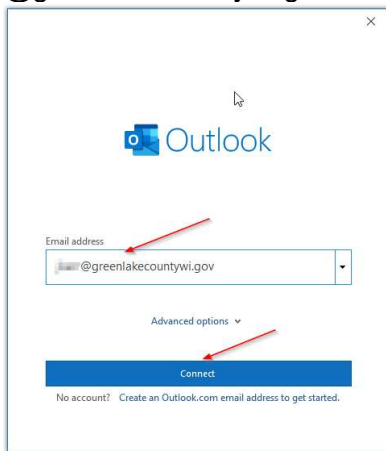 Outlook
Email address
@greenlakecountywi.gov
Advanced options
Connect
No account? Create an Outlook.com email address to get started.